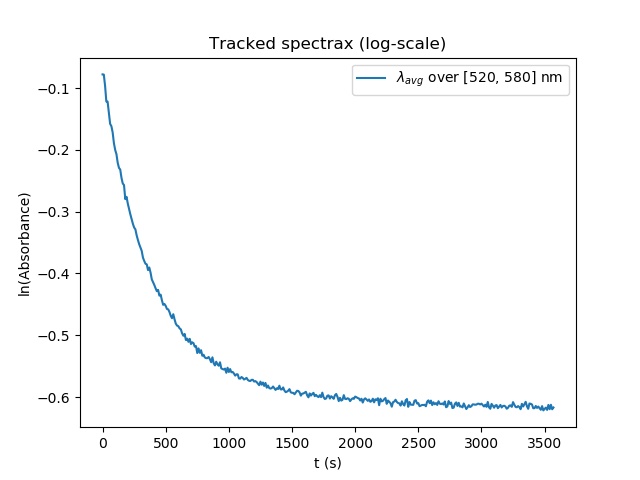 Tracked spectrax (log-scale)
λavg over [520, 580] nm
ln(Absorbance)
−0.1
−0.2
−0.3
−0.4
−0.5
−0.6
0 500 1000 1500 2000 2500 3000 3500
t (s)